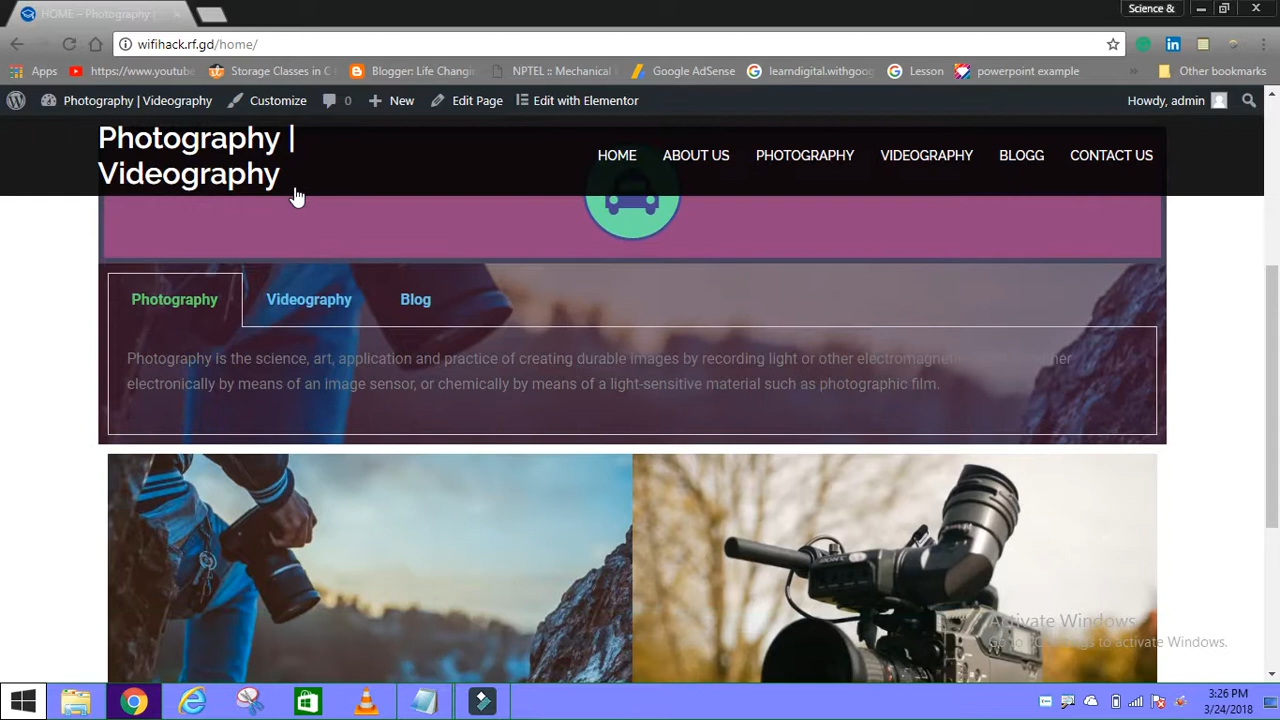 HOME – Photography |
Science &
wifihack.rf.gd/home/
Apps
https://www.youtube
Storage Classes in C
Blogger: Life Changin
NPTEL :: Mechanical
Google AdSense
learndigital.withgoog
Lesson
powerpoint example
»
Other bookmarks
Photography | Videography
Customize
0
New
Edit Page
Edit with Elementor
Howdy, admin
Photography |
Videography
HOME
ABOUT US
PHOTOGRAPHY
VIDEOGRAPHY
BLOGG
CONTACT US
Photography
Videography
Blog
Photography is the science, art, application and practice of creating durable images by recording light or other
electronically by means of an image sensor, or chemically by means of a light-sensitive material such as photographic film.
SONY
Activate Windows
to activate Windows.
3:26 PM
3/24/2018